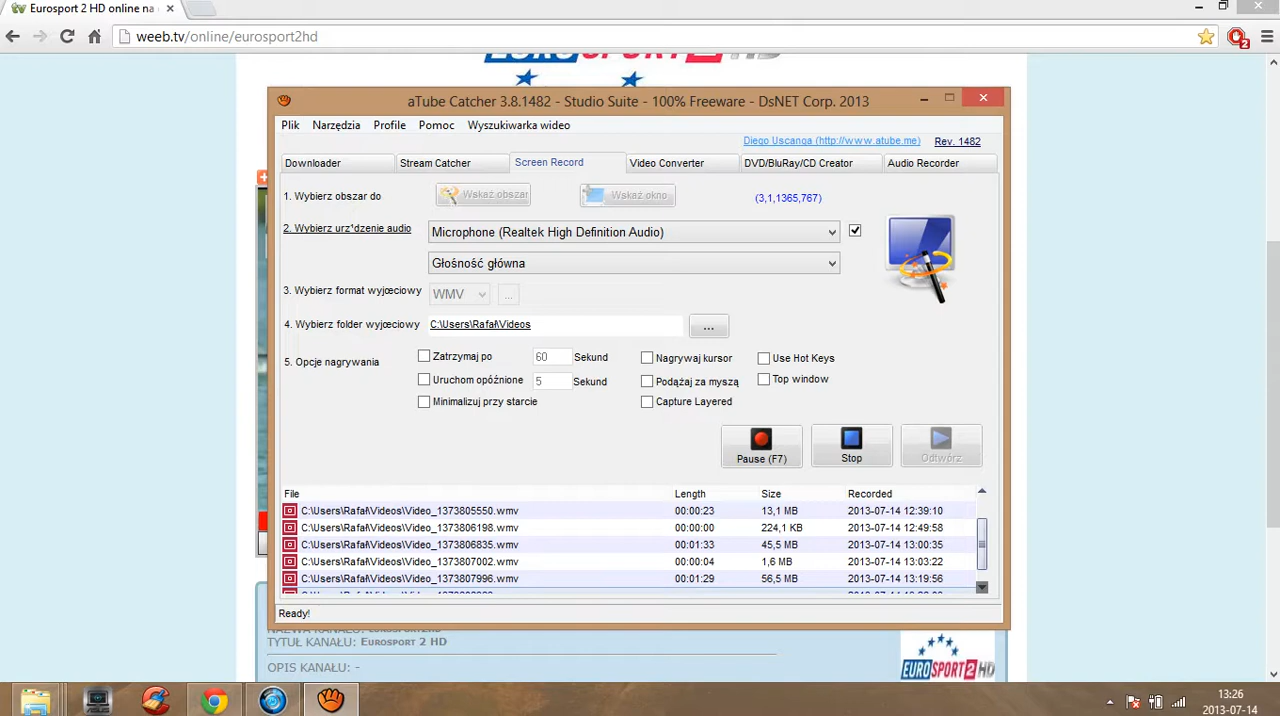 Eurosport 2 HD online na
weeb.tv/online/eurosport2hd
2
aTube Catcher 3.8.1482 - Studio Suite - 100% Freeware - DsNET Corp. 2013
Plik Narzędzia Profile Pomoc Wyszukiwarka wideo
Diego Uscanga (http://www.atube.me) Rev. 1482
Downloader Stream Catcher Screen Record Video Converter DVD/BluRay/CD Creator Audio Recorder
1. Wybierz obszar do Wskaż obszar Wskaż okno (3,1,1365,767)
2. Wybierz urz'dzenie audio Microphone (Realtek High Definition Audio)
Głośność główna
3. Wybierz format wyjœciowy WMV ...
4. Wybierz folder wyjœciowy C:\Users\Rafał\Videos ...
5. Opcje nagrywania
Zatrzymaj po 60 Sekund Nagrywaj kursor Use Hot Keys
Uruchom opóźnione 5 Sekund Podążaj za myszą Top window
Minimalizuj przy starcie Capture Layered
Pause (F7) Stop Odtwórz
File Length Size Recorded
C:\Users\Rafał\Videos\Video_1373805550.wmv 00:00:23 13,1 MB 2013-07-14 12:39:10
C:\Users\Rafał\Videos\Video_1373806198.wmv 00:00:00 224,1 KB 2013-07-14 12:49:58
C:\Users\Rafał\Videos\Video_1373806835.wmv 00:01:33 45,5 MB 2013-07-14 13:00:35
C:\Users\Rafał\Videos\Video_1373807002.wmv 00:00:04 1,6 MB 2013-07-14 13:03:22
C:\Users\Rafał\Videos\Video_1373807996.wmv 00:01:29 56,5 MB 2013-07-14 13:19:56
Ready!
NAZWA KANAŁU: EUROSPORT2HD
TYTUŁ KANAŁU: EUROSPORT 2 HD
OPIS KANAŁU: -
EUROSPORT 2 HD
13:26
2013-07-14